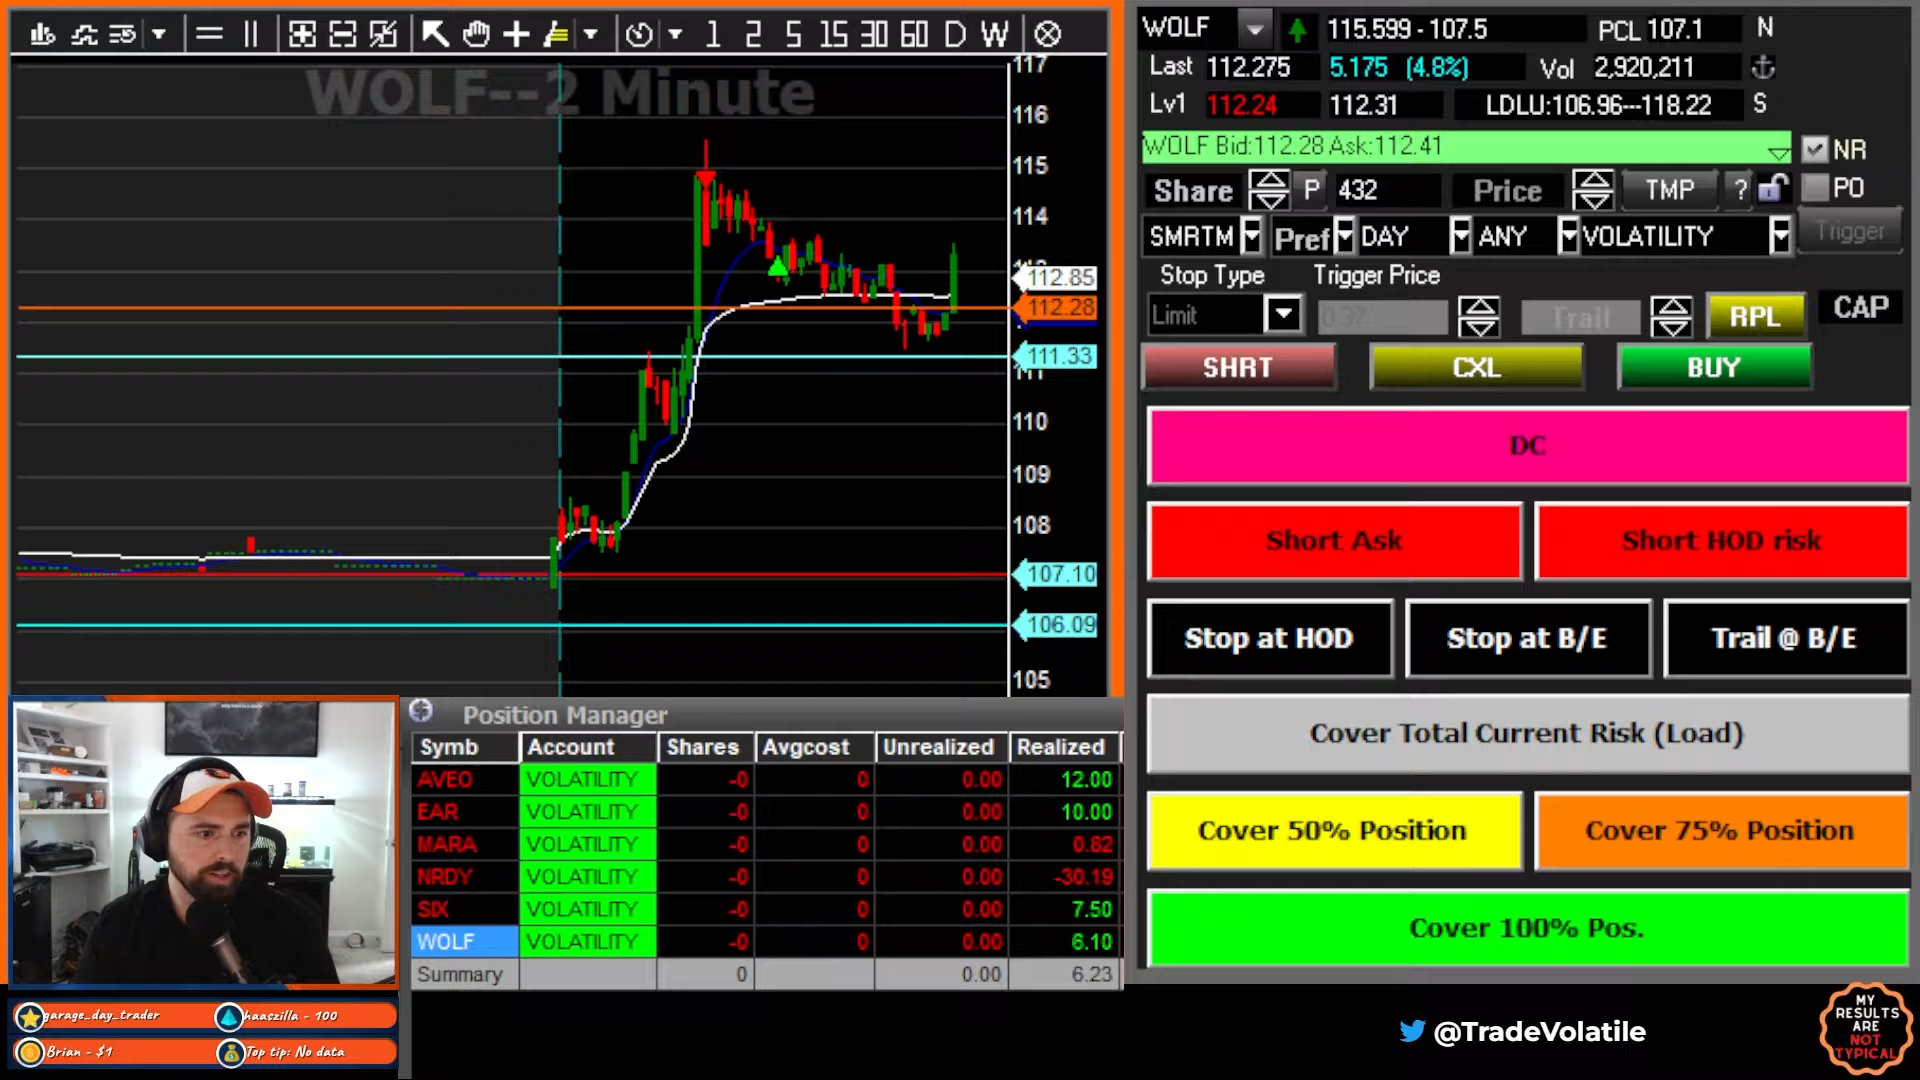 1 2 5 15 30 60 D W
WOLF--2 Minute
117
116
115
114
112.85
112.28
111.33
110
109
108
107.10
106.09
105
WOLF 115.599 - 107.5 PCL 107.1 N
Last 112.275 5.175 (4.8%) Vol 2,920,211
Lv1 112.24 112.31 LDLU:106.96---118.22 S
WOLF Bid:112.28 Ask:112.41 NR
Share P 432 Price TMP ? PO
SMRTM Pref DAY ANY VOLATILITY Trigger
Stop Type Trigger Price
Limit Trail RPL CAP
SHRT CXL BUY
DC
Short Ask Short HOD risk
Stop at HOD Stop at B/E Trail @ B/E
Cover Total Current Risk (Load)
Cover 50% Position Cover 75% Position
Cover 100% Pos.
Position Manager
Symb Account Shares Avgcost Unrealized Realized
AVEO VOLATILITY -0 0 0.00 12.00
EAR VOLATILITY -0 0 0.00 10.00
MARA VOLATILITY -0 0 0.00 0.82
NRDY VOLATILITY -0 0 0.00 -30.19
SIX VOLATILITY -0 0 0.00 7.50
WOLF VOLATILITY -0 0 0.00 6.10
Summary 0 0.00 6.23
garage_day_trader haaszilla - 100
Brian - $1 Top tip: No data
@TradeVolatile
MY
RESULTS
ARE
NOT
TYPICAL